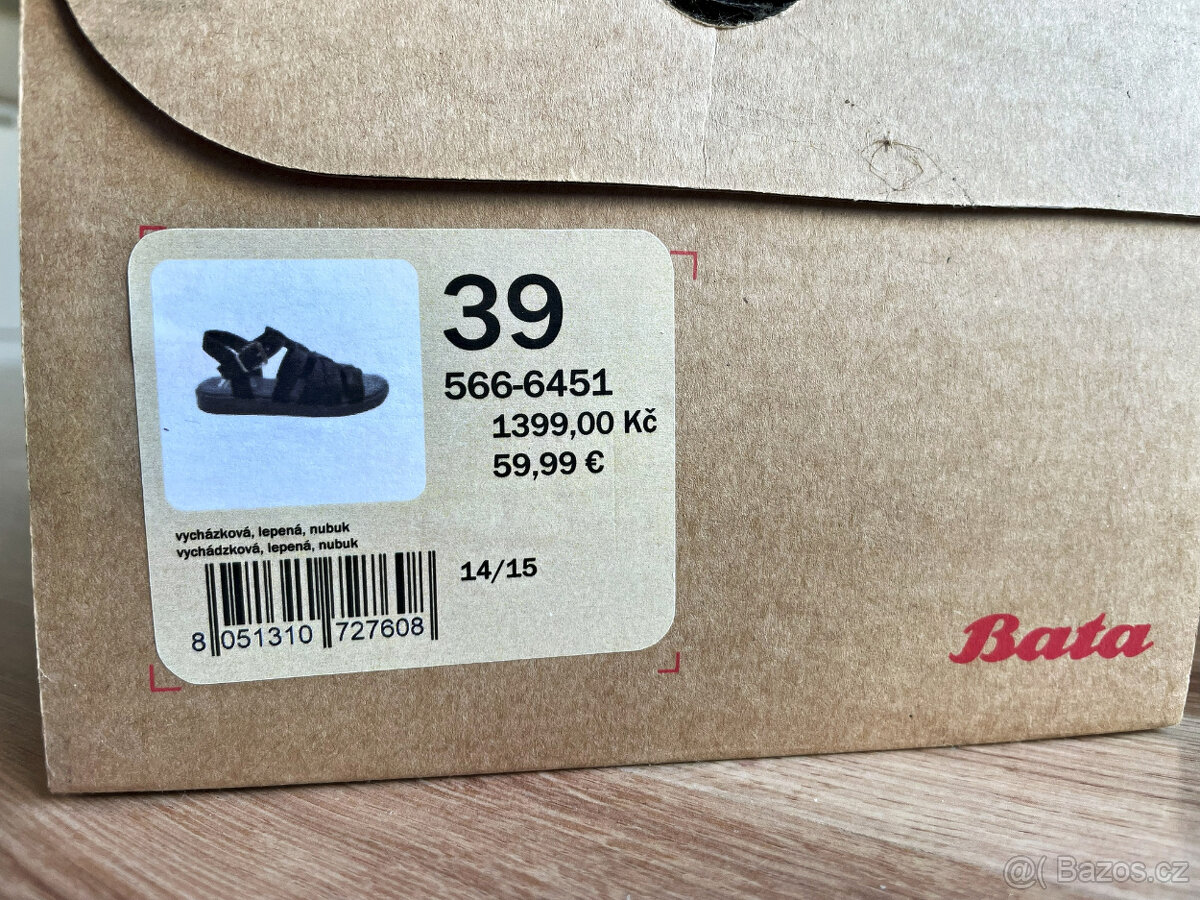 39
566-6451
1399,00 Kč
59,99 €
vycházková, lepená, nubuk
vychádzková, lepená, nubuk
14/15
8 051310 727608
Bata
@( Bazos.cz